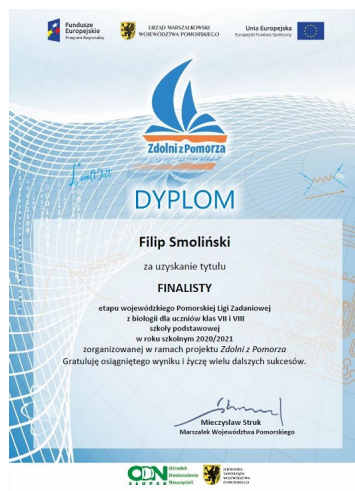 Fundusze
Europejskie
Program Regionalny
URZĄD MARSZAŁKOWSKI
WOJEWÓDZTWA POMORSKIEGO
Unia Europejska
Europejski Fundusz Społeczny
Zdolni z Pomorza
DYPLOM
Filip Smoliński
za uzyskanie tytułu
FINALISTY
etapu wojewódzkiego Pomorskiej Ligi Zadaniowej
z biologii dla uczniów klas VII i VIII
szkoły podstawowej
w roku szkolnym 2020/2021
zorganizowanej w ramach projektu Zdolni z Pomorza
Gratuluję osiągniętego wyniku i życzę wielu dalszych sukcesów.
Mieczysław Struk
Marszałek Województwa Pomorskiego
ODN
SŁUPSK
Ośrodek
Doskonalenia
Nauczycieli
SAMORZĄDU
WOJEWÓDZTWA
POMORSKIEGO